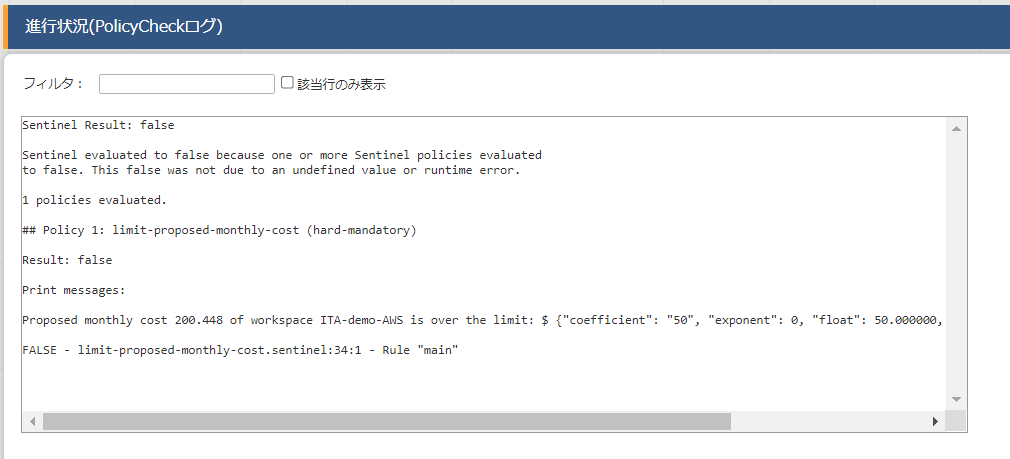 進行状況(PolicyCheckログ)
フィルタ： 該当行のみ表示
Sentinel Result: false
Sentinel evaluated to false because one or more Sentinel policies evaluated
to false. This false was not due to an undefined value or runtime error.
1 policies evaluated.
## Policy 1: limit-proposed-monthly-cost (hard-mandatory)
Result: false
Print messages:
Proposed monthly cost 200.448 of workspace ITA-demo-AWS is over the limit: $ {"coefficient": "50", "exponent": 0, "float": 50.000000,
FALSE - limit-proposed-monthly-cost.sentinel:34:1 - Rule "main"